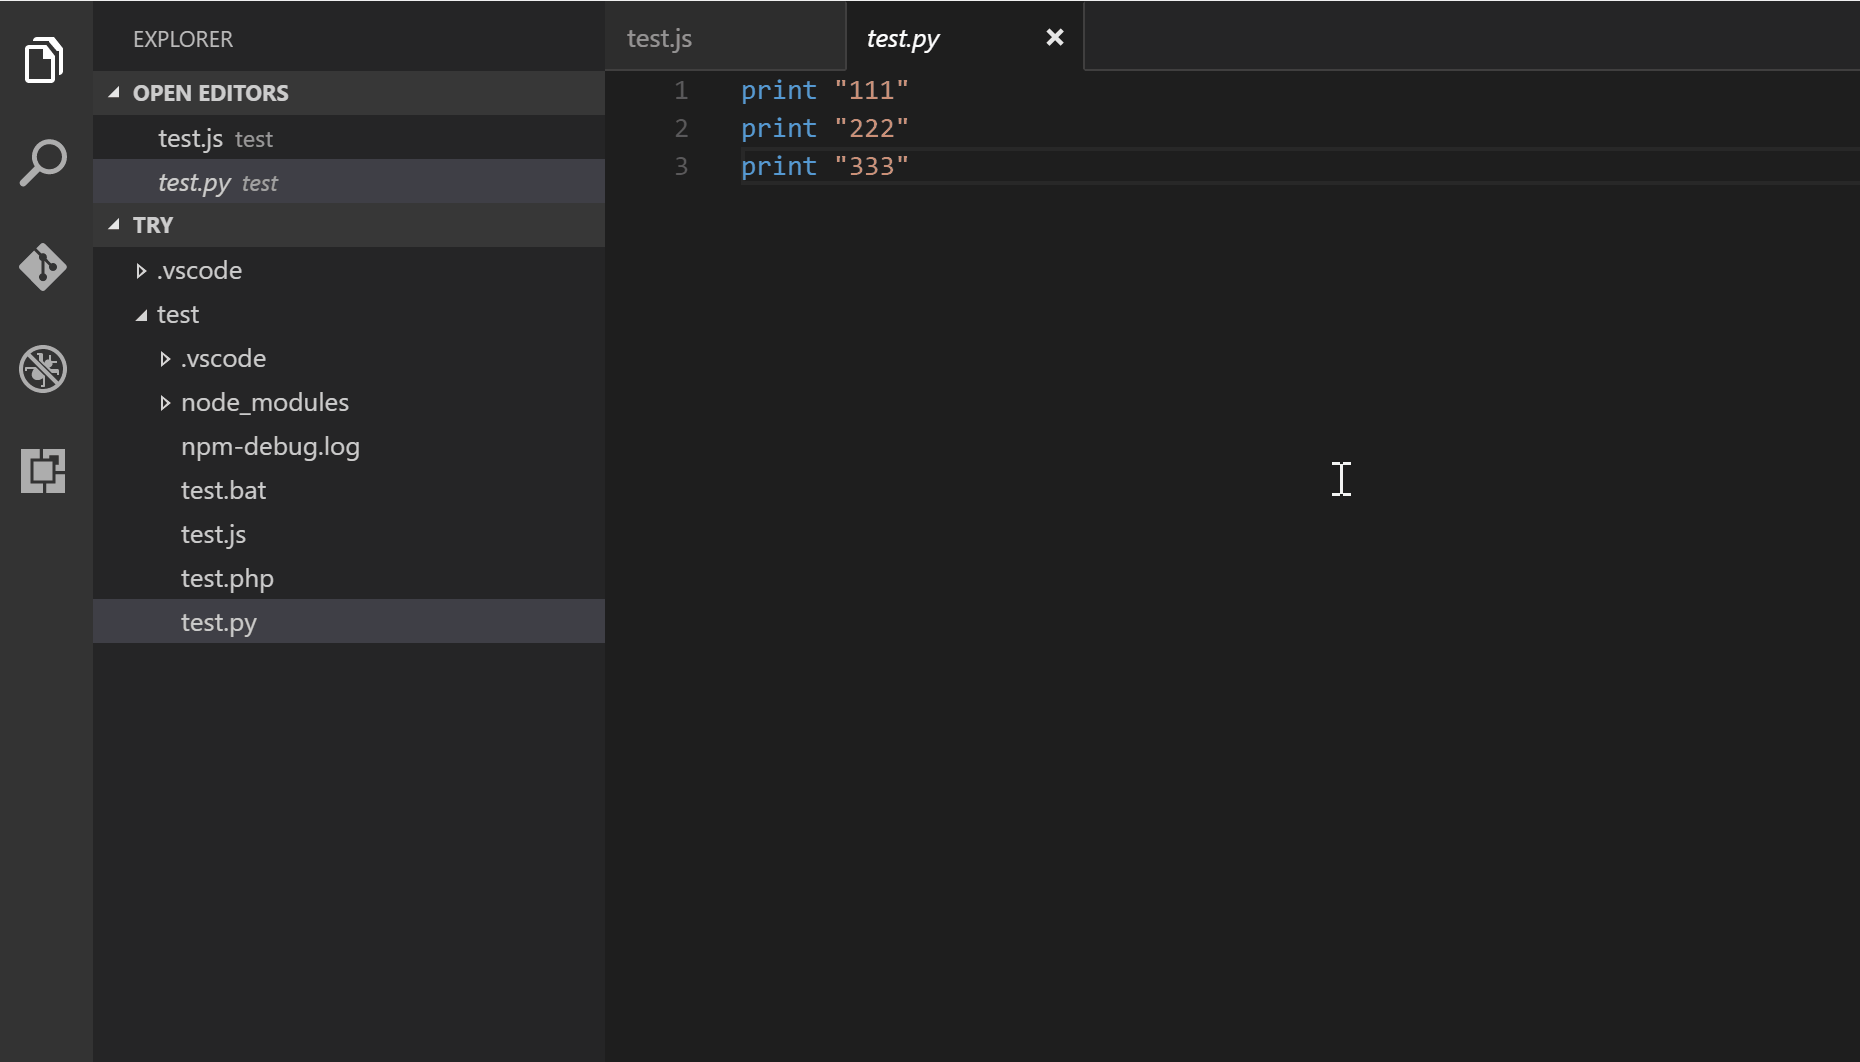 EXPLORER
OPEN EDITORS
test.js test
test.py test
TRY
.vscode
test
.vscode
node_modules
npm-debug.log
test.bat
test.js
test.php
test.py
test.js
test.py
1 print "111"
2 print "222"
3 print "333"